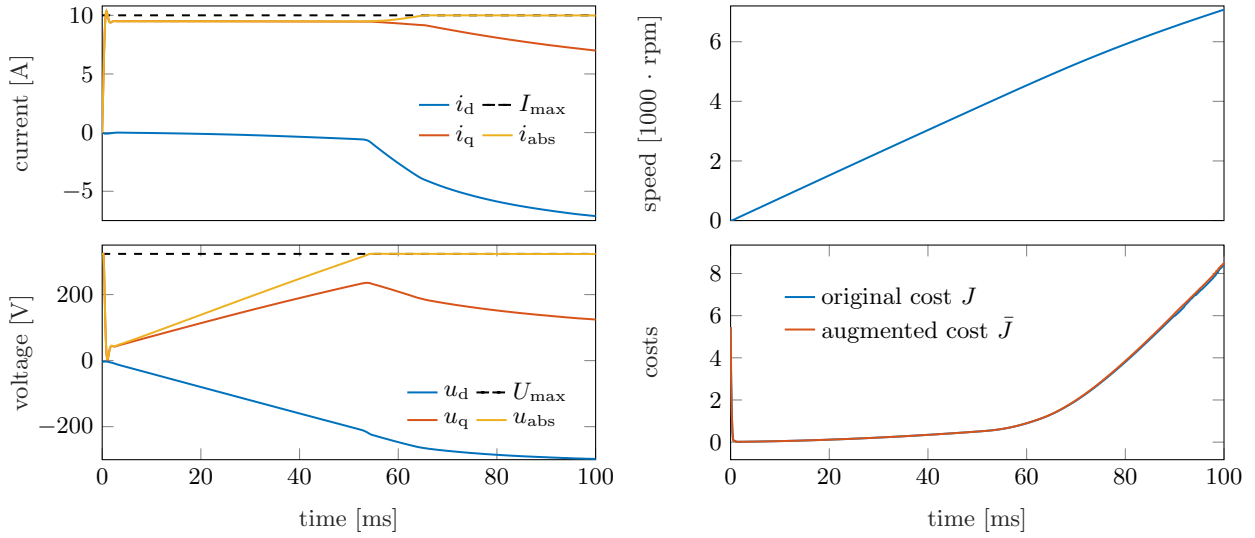 current [A]
10
5
0
−5
i_d I_max
i_q i_abs
speed [1000 · rpm]
6
4
2
0
voltage [V]
200
0
−200
u_d U_max
u_q u_abs
0 20 40 60 80 100
time [ms]
costs
8
6
4
2
0
original cost J
augmented cost J̄
0 20 40 60 80 100
time [ms]